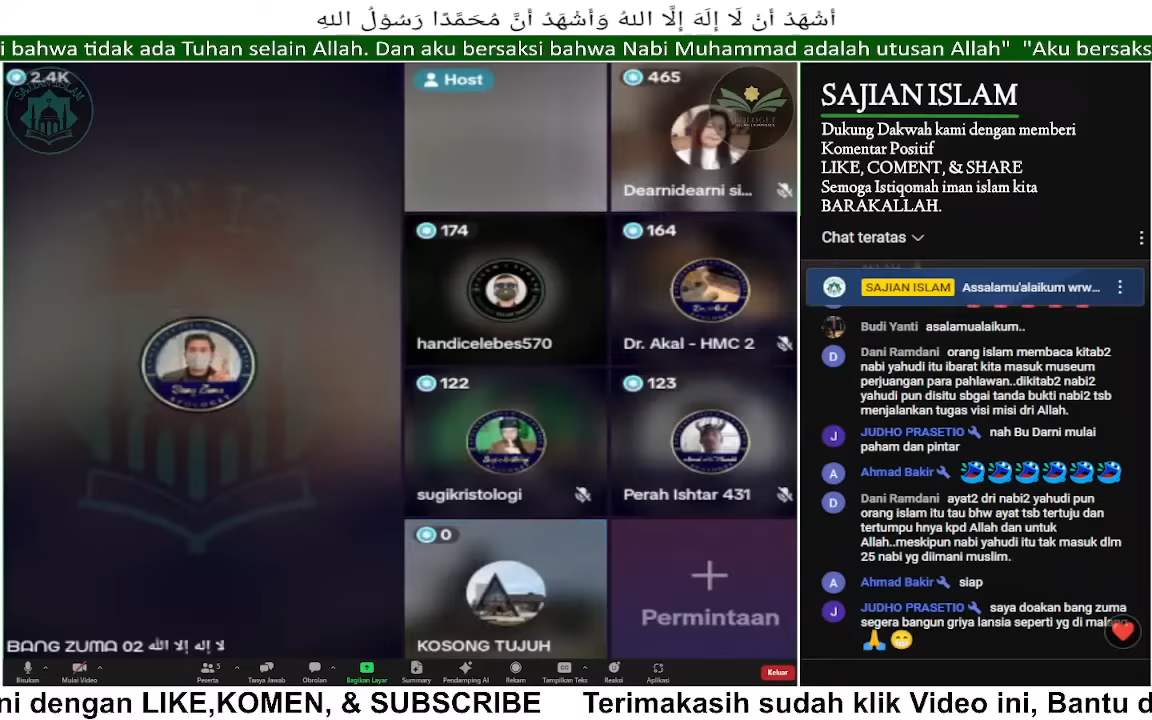 أَشْهَدُ أَنْ لَا إِلَهَ إِلَّا اللهُ وَأَشْهَدُ أَنَّ مُحَمَّدًا رَسُوْلُ اللهِ
i bahwa tidak ada Tuhan selain Allah. Dan aku bersaksi bahwa Nabi Muhammad adalah utusan Allah" "Aku bersaks
2.4K
SAJIAN ISLAM
BANG ZUMA 02 لا إله إلا الله
Host
465
Dearnidearni si...
174
handicelebes570
164
Dr. Akal - HMC 2
122
sugikristologi
123
Perah Ishtar 431
0
KOSONG TUJUH
Permintaan
SAJIAN ISLAM
Dukung Dakwah kami dengan memberi
Komentar Positif
LIKE, COMENT, & SHARE
Semoga Istiqomah iman islam kita
BARAKALLAH.
Chat teratas
SAJIAN ISLAM Assalamu'alaikum wrw...
Budi Yanti asalamualaikum..
D
Dani Ramdani orang islam membaca kitab2
nabi yahudi itu ibarat kita masuk museum
perjuangan para pahlawan..dikitab2 nabi2
yahudi pun disitu sbgai tanda bukti nabi2 tsb
menjalankan tugas visi misi dri Allah.
J
JUDHO PRASETIO nah Bu Darni mulai
paham dan pintar
A
Ahmad Bakir
D
Dani Ramdani ayat2 dri nabi2 yahudi pun
orang islam itu tau bhw ayat tsb tertuju dan
tertumpu hnya kpd Allah dan untuk
Allah..meskipun nabi yahudi itu tak masuk dlm
25 nabi yg diimani muslim.
A
Ahmad Bakir siap
J
JUDHO PRASETIO saya doakan bang zuma
segera bangun griya lansia seperti yg di malang
🙏😁
Bisukan
Mulai Video
5
Peserta
Tanya Jawab
Obrolan
Bagikan Layar
Summary
Pendamping AI
Rekam
Tampilkan Teks
Reaksi
Aplikasi
Keluar
ni dengan LIKE,KOMEN, & SUBSCRIBE Terimakasih sudah klik Video ini, Bantu d